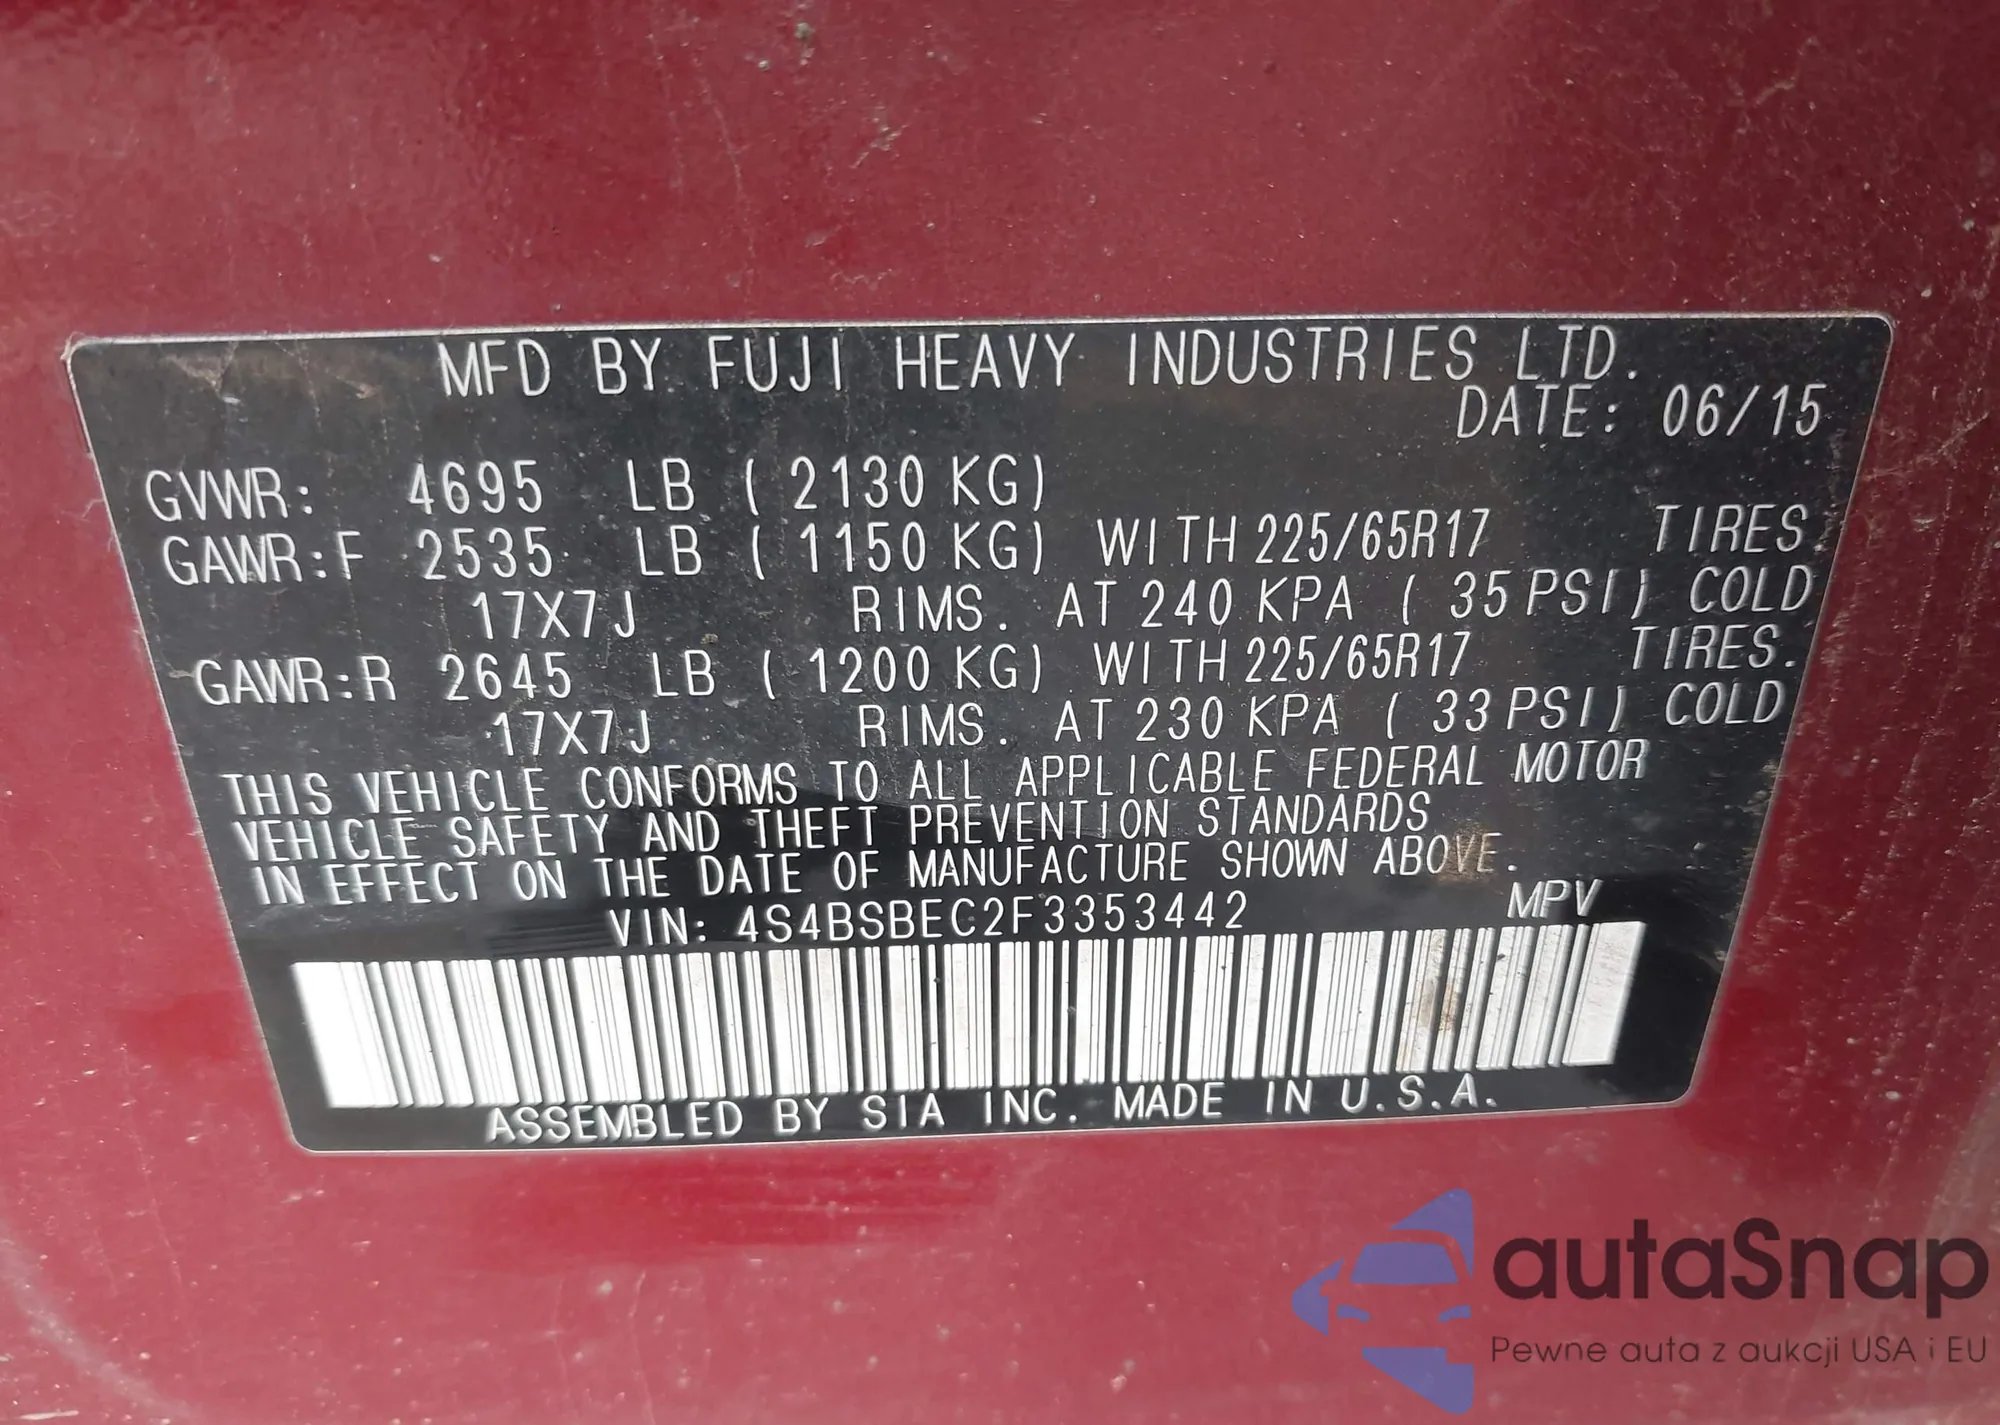 MFD BY FUJI HEAVY INDUSTRIES LTD.
DATE: 06/15
GVWR: 4695 LB ( 2130 KG)
GAWR:F 2535 LB ( 1150 KG) WITH 225/65R17 TIRES.
17X7J RIMS. AT 240 KPA ( 35 PSI) COLD
GAWR:R 2645 LB ( 1200 KG) WITH 225/65R17 TIRES.
17X7J RIMS. AT 230 KPA ( 33 PSI) COLD
THIS VEHICLE CONFORMS TO ALL APPLICABLE FEDERAL MOTOR
VEHICLE SAFETY AND THEFT PREVENTION STANDARDS
IN EFFECT ON THE DATE OF MANUFACTURE SHOWN ABOVE.
VIN: 4S4BSBEC2F3353442 MPV
ASSEMBLED BY SIA INC. MADE IN U.S.A.
autaSnap
Pewne auta z aukcji USA i EU